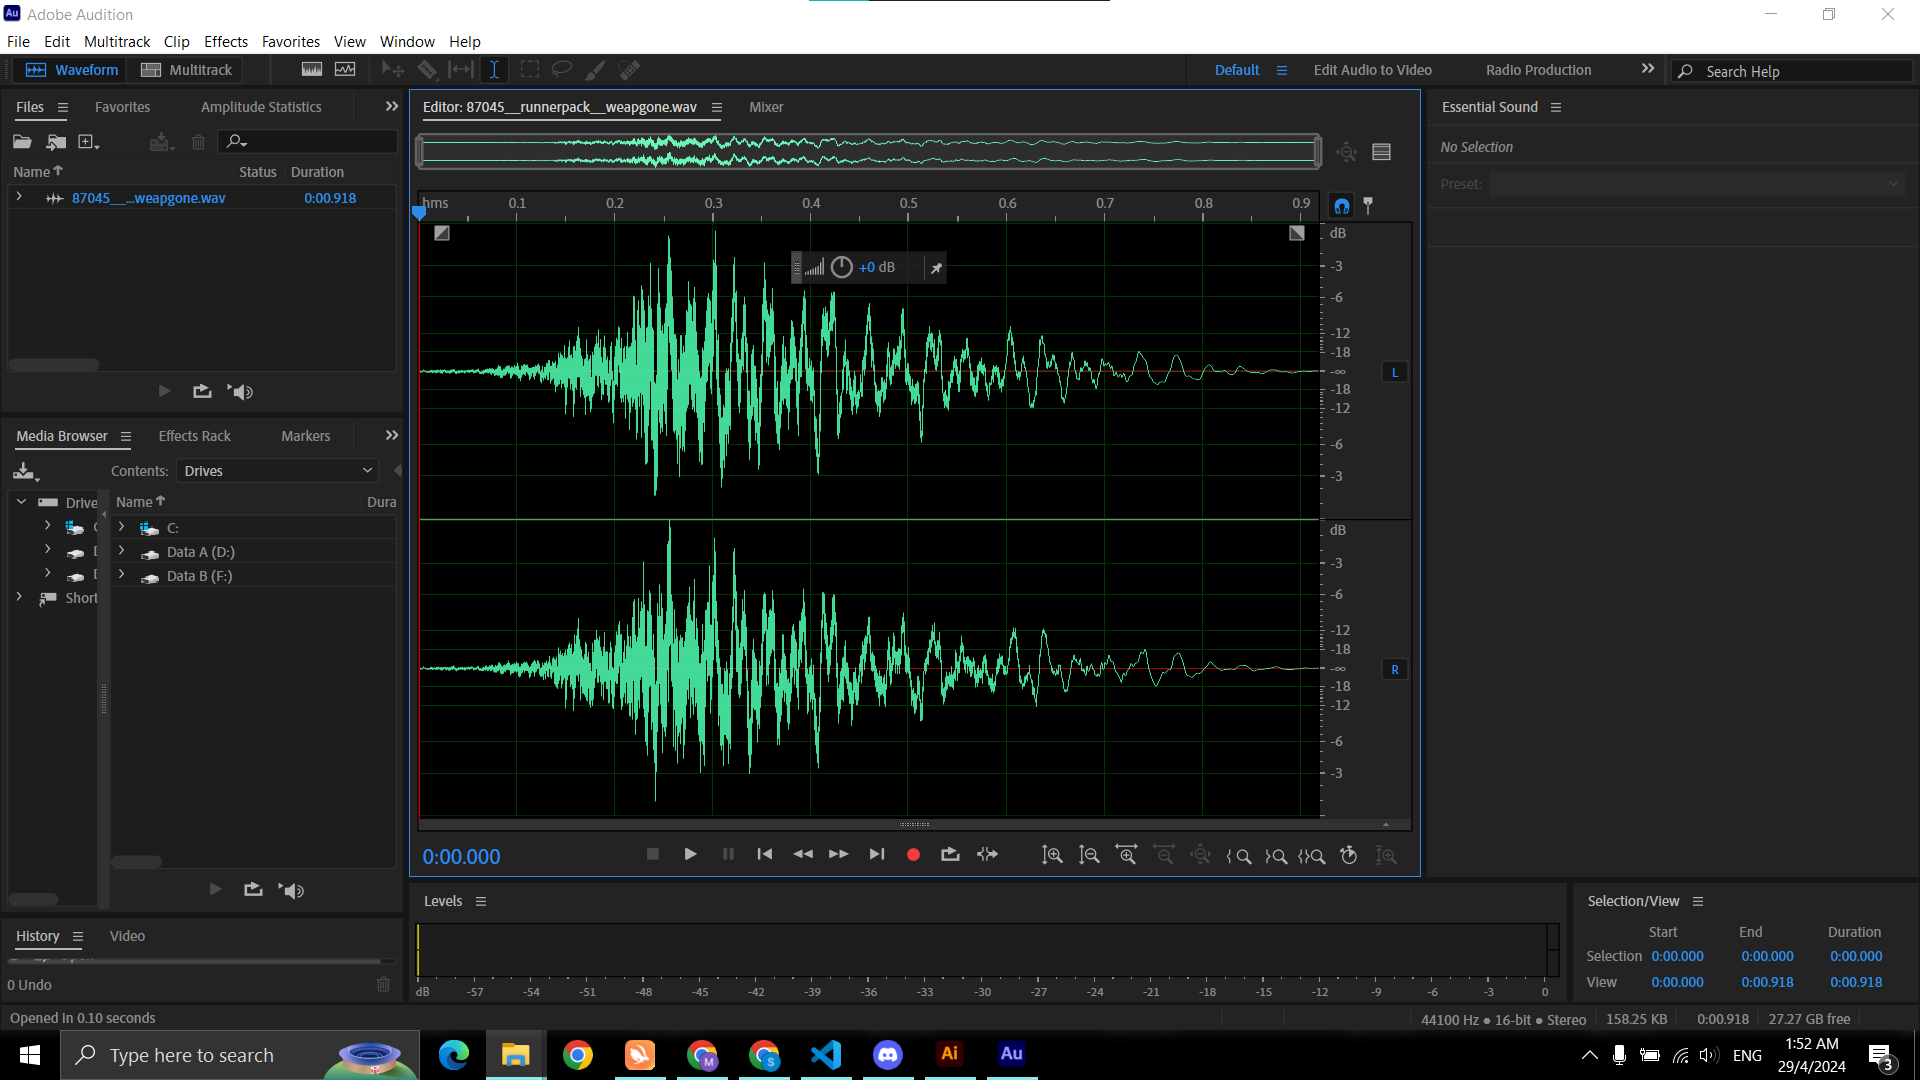 Au Adobe Audition
File Edit Multitrack Clip Effects Favorites View Window Help
Waveform Multitrack Default Edit Audio to Video Radio Production Search Help
Files Favorites Amplitude Statistics
Name Status Duration
87045__...weapgone.wav 0:00.918
Media Browser Effects Rack Markers
Contents: Drives
Drive Name Dura
C:
Data A (D:)
Data B (F:)
Short
History Video
0 Undo
Opened in 0.10 seconds
Editor: 87045__runnerpack__weapgone.wav Mixer
hms 0.1 0.2 0.3 0.4 0.5 0.6 0.7 0.8 0.9
+0 dB
dB
-3
-6
-12
-18
-∞
-18
-12
-6
-3
L
dB
-3
-6
-12
-18
-∞
-18
-12
-6
-3
R
0:00.000
Levels
dB -57 -54 -51 -48 -45 -42 -39 -36 -33 -30 -27 -24 -21 -18 -15 -12 -9 -6 -3 0
Essential Sound
No Selection
Preset:
Selection/View
Start End Duration
Selection 0:00.000 0:00.000 0:00.000
View 0:00.000 0:00.918 0:00.918
44100 Hz ● 16-bit ● Stereo 158.25 KB 0:00.918 27.27 GB free
Type here to search
M
S
Ai
Au
ENG
1:52 AM
29/4/2024
3